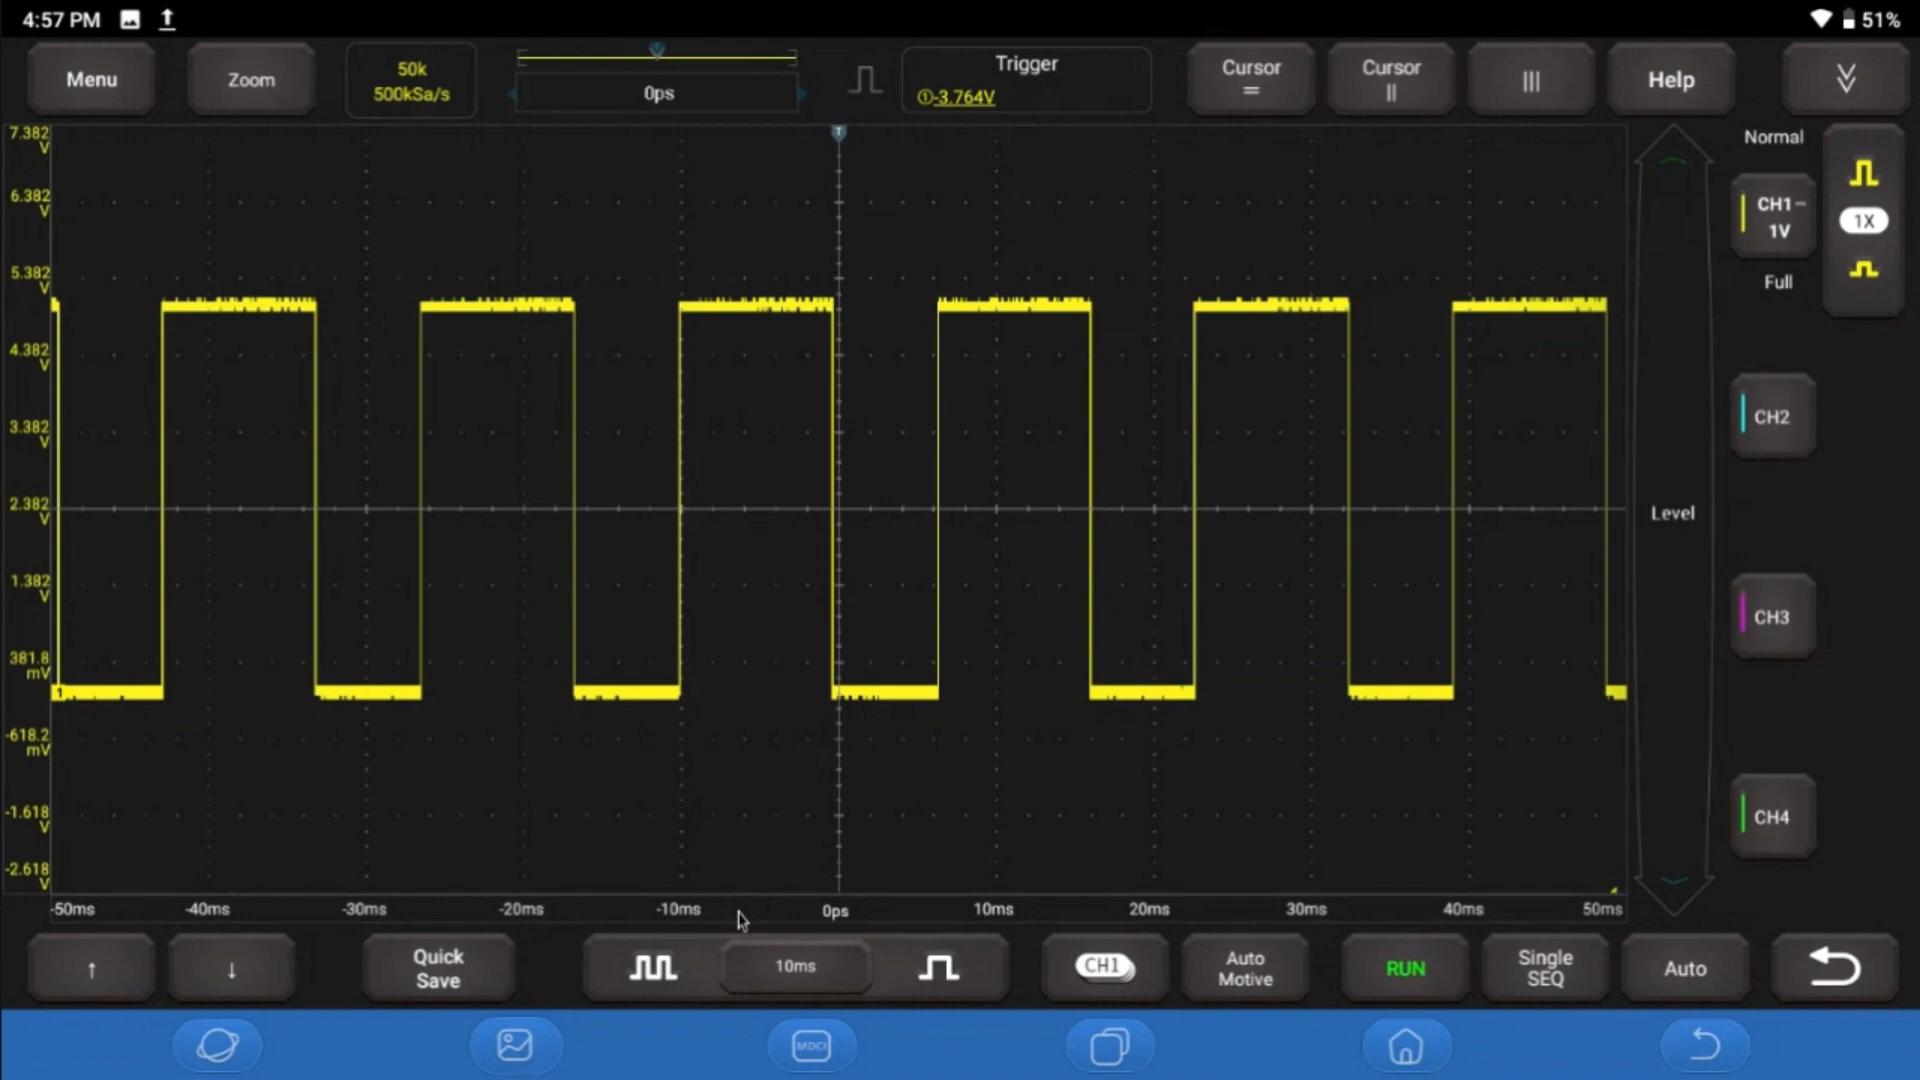 4:57 PM
51%
Menu
Zoom
50k
500kSa/s
0ps
Trigger
①-3.764V
Cursor
=
Cursor
||
|||
Help
7.382
V
6.382
V
5.382
V
4.382
V
3.382
V
2.382
V
1.382
V
381.8
mV
-618.2
mV
-1.618
V
-2.618
V
T
1
Level
Normal
CH1
1V
Full
1X
CH2
CH3
CH4
-50ms
-40ms
-30ms
-20ms
-10ms
0ps
10ms
20ms
30ms
40ms
50ms
↑
↓
Quick
Save
10ms
CH1
Auto
Motive
RUN
Single
SEQ
Auto
MDCI